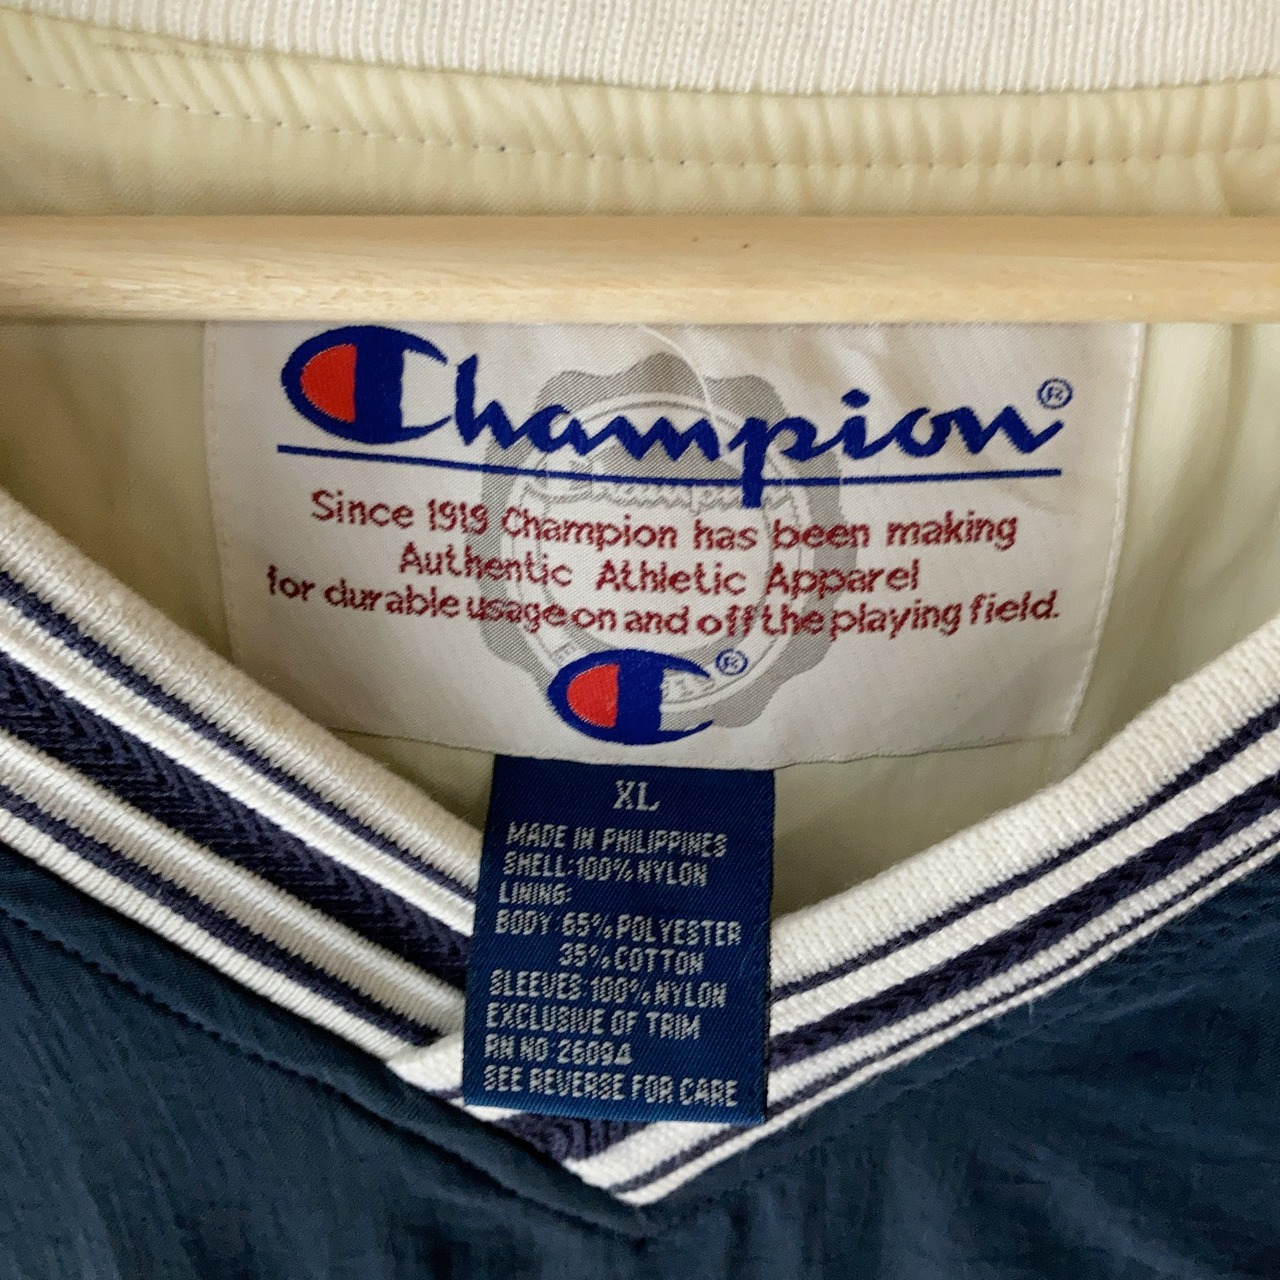 Champion®
Since 1919 Champion has been making
Authentic Athletic Apparel
for durable usage on and off the playing field.
®
XL
MADE IN PHILIPPINES
SHELL: 100% NYLON
LINING:
BODY 65% POLYESTER
35% COTTON
SLEEVES 100% NYLON
EXCLUSIVE OF TRIM
RN NO 26094
SEE REVERSE FOR CARE